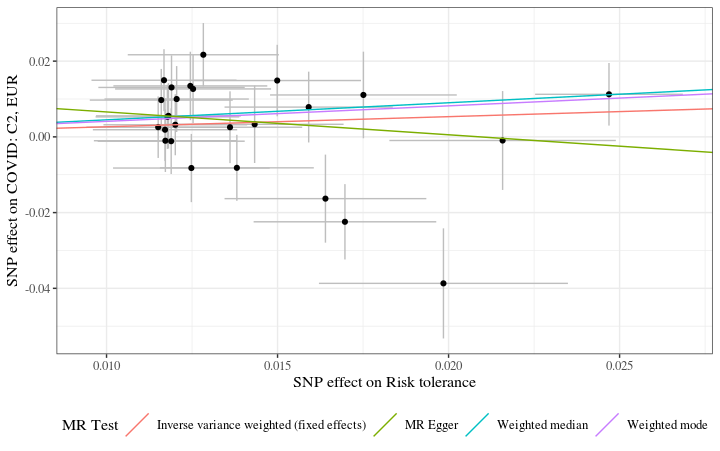 SNP effect on COVID: C2, EUR
0.02
0.00
-0.02
-0.04
0.010
0.015
0.020
0.025
SNP effect on Risk tolerance
MR Test
Inverse variance weighted (fixed effects)
MR Egger
Weighted median
Weighted mode